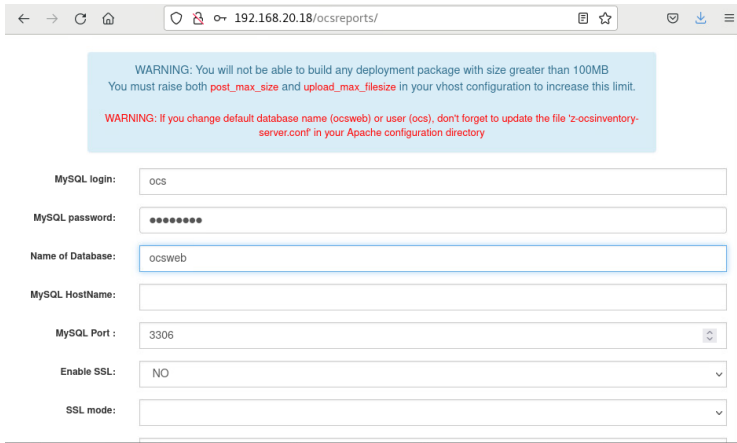 192.168.20.18/ocsreports/
WARNING: You will not be able to build any deployment package with size greater than 100MB
You must raise both post_max_size and upload_max_filesize in your vhost configuration to increase this limit.
WARNING: If you change default database name (ocsweb) or user (ocs), don't forget to update the file 'z-ocsinventory-
server.conf' in your Apache configuration directory
MySQL login: ocs
MySQL password: ●●●●●●●●
Name of Database: ocsweb
MySQL HostName:
MySQL Port : 3306
Enable SSL: NO
SSL mode: